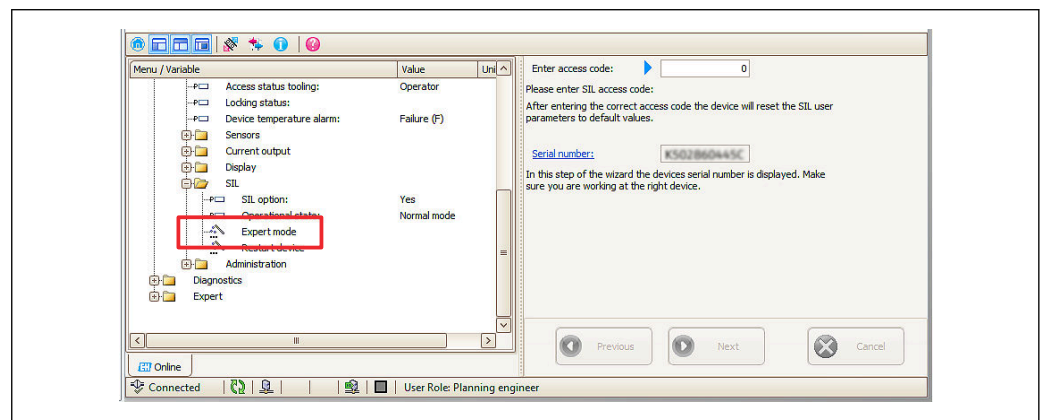 Menu / Variable Value Uni
Access status tooling: Operator
Locking status:
Device temperature alarm: Failure (F)
Sensors
Current output
Display
SIL
SIL option: Yes
Operational state: Normal mode
Expert mode
Restart device
Administration
Diagnostics
Expert
Online
Enter access code: 0
Please enter SIL access code:
After entering the correct access code the device will reset the SIL user
parameters to default values.
Serial number:
In this step of the wizard the devices serial number is displayed. Make
sure you are working at the right device.
Previous Next Cancel
Connected User Role: Planning engineer